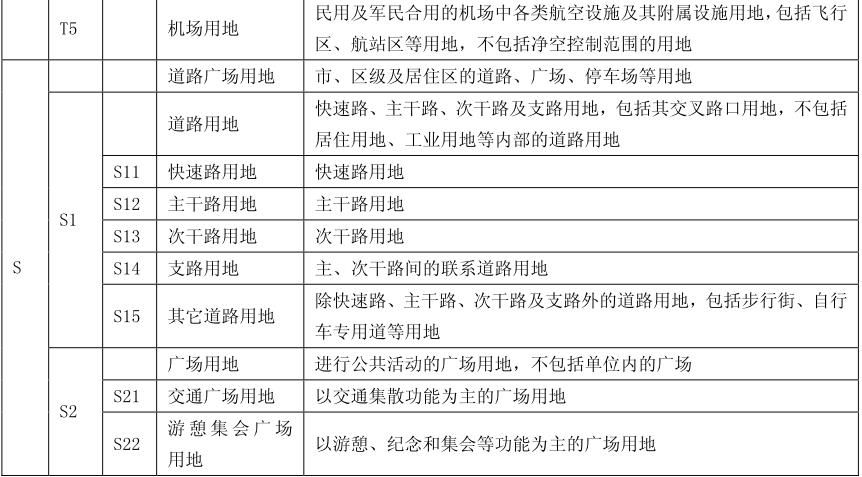 T5 机场用地 民用及军民合用的机场中各类航空设施及其附属设施用地，包括飞行
区、航站区等用地，不包括净空控制范围的用地
S 道路广场用地 市、区级及居住区的道路、广场、停车场等用地
S1 道路用地 快速路、主干路、次干路及支路用地，包括其交叉路口用地，不包括
居住用地、工业用地等内部的道路用地
S11 快速路用地 快速路用地
S12 主干路用地 主干路用地
S13 次干路用地 次干路用地
S14 支路用地 主、次干路间的联系道路用地
S15 其它道路用地 除快速路、主干路、次干路及支路外的道路用地，包括步行街、自行
车专用道等用地
S2 广场用地 进行公共活动的广场用地，不包括单位内的广场
S21 交通广场用地 以交通集散功能为主的广场用地
S22 游憩集会广场
用地 以游憩、纪念和集会等功能为主的广场用地